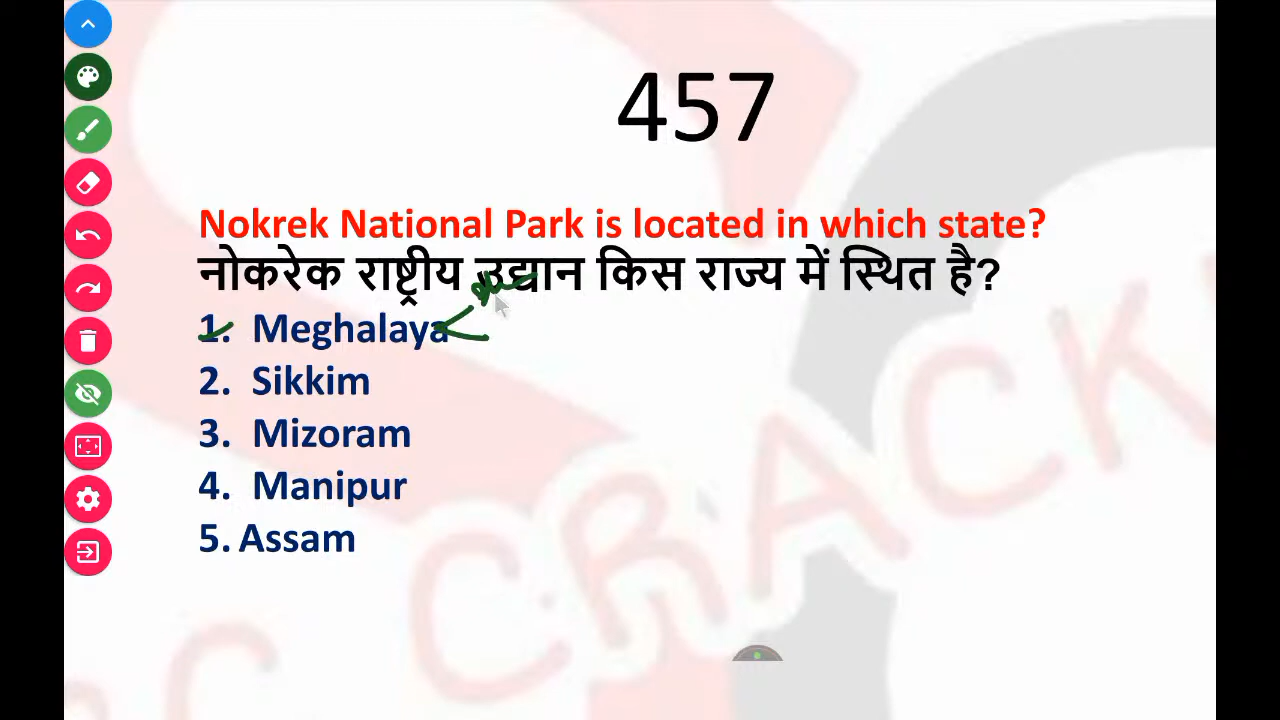 457
Nokrek National Park is located in which state?
नोकरेक राष्ट्रीय उद्यान किस राज्य में स्थित है?
1. Meghalaya
2. Sikkim
3. Mizoram
4. Manipur
5. Assam
CRACK